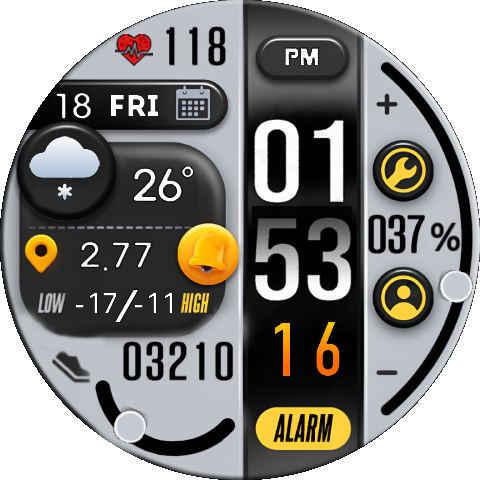 118
18 FRI
26°
2.77
LOW -17/-11 HIGH
03210
PM
01
53
16
ALARM
+
037 %
-